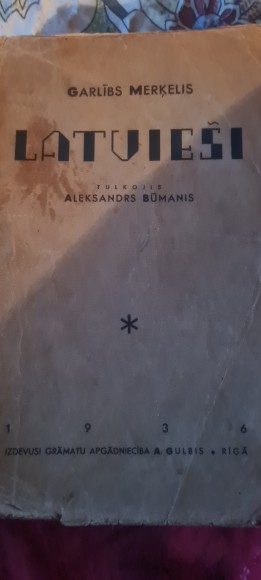 GARLĪBS MERĶELIS
LATVIEŠI
TULKOJIS
ALEKSANDRS BŪMANIS
*
1 9 3 6
IZDEVUSI GRĀMATU APGĀDNIECĪBA A. GULBIS • RĪGĀ